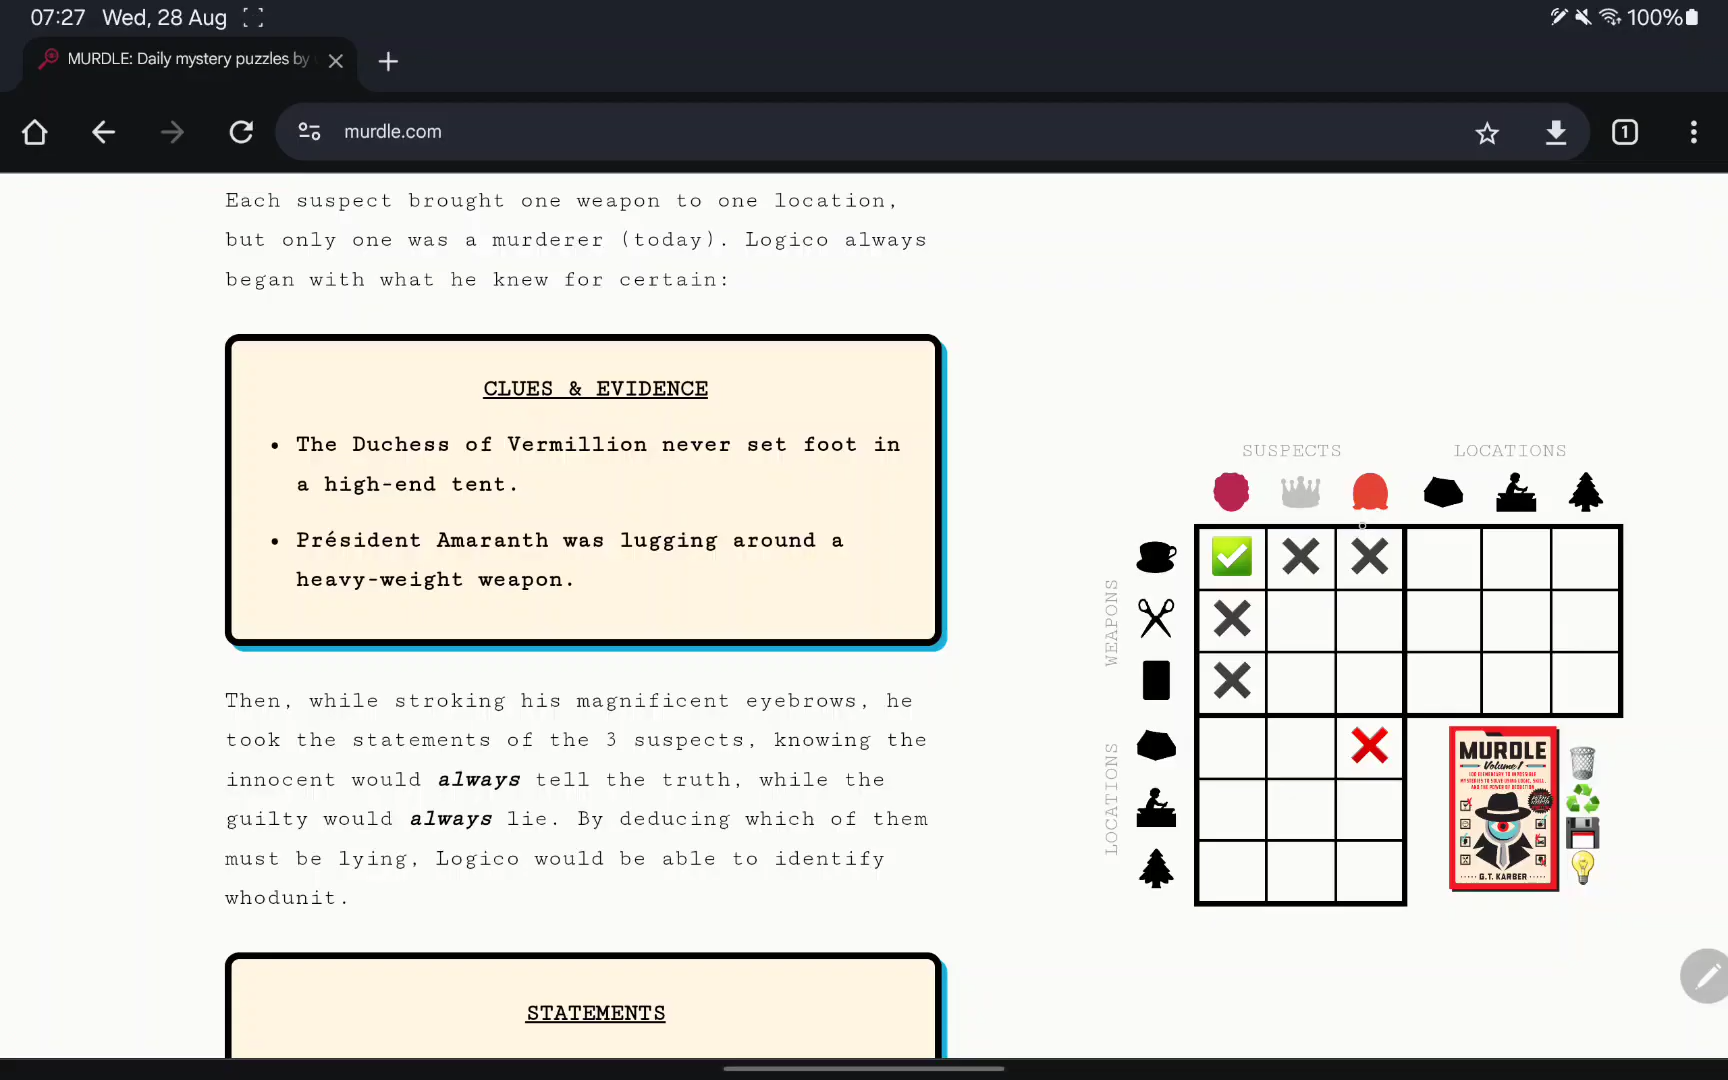 07:27 Wed, 28 Aug
100%
MURDLE: Daily mystery puzzles by
murdle.com
1
Each suspect brought one weapon to one location,
but only one was a murderer (today). Logico always
began with what he knew for certain:
CLUES & EVIDENCE
• The Duchess of Vermillion never set foot in
a high-end tent.
• Président Amaranth was lugging around a
heavy-weight weapon.
Then, while stroking his magnificent eyebrows, he
took the statements of the 3 suspects, knowing the
innocent would always tell the truth, while the
guilty would always lie. By deducing which of them
must be lying, Logico would be able to identify
whodunit.
STATEMENTS
SUSPECTS
LOCATIONS
WEAPONS
LOCATIONS
MURDLE
Volume 1
G.T. KARBER